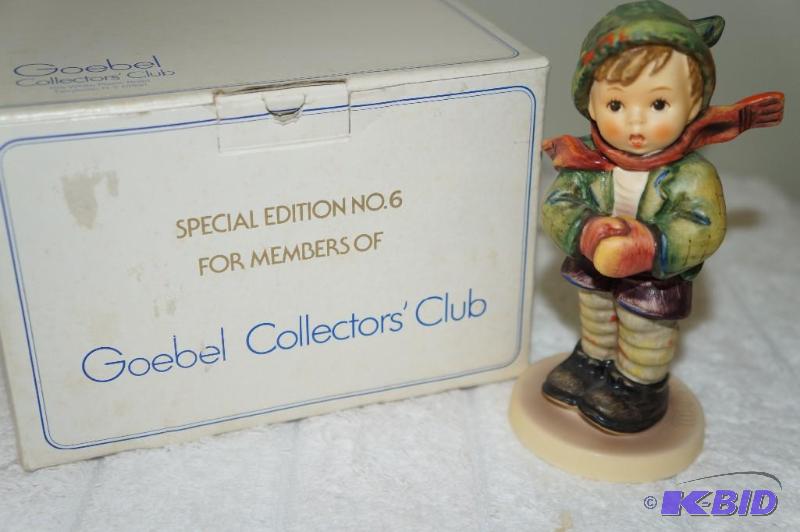 Goebel
Collectors' Club
SPECIAL EDITION NO.6
FOR MEMBERS OF
Goebel Collectors' Club
© K-BID